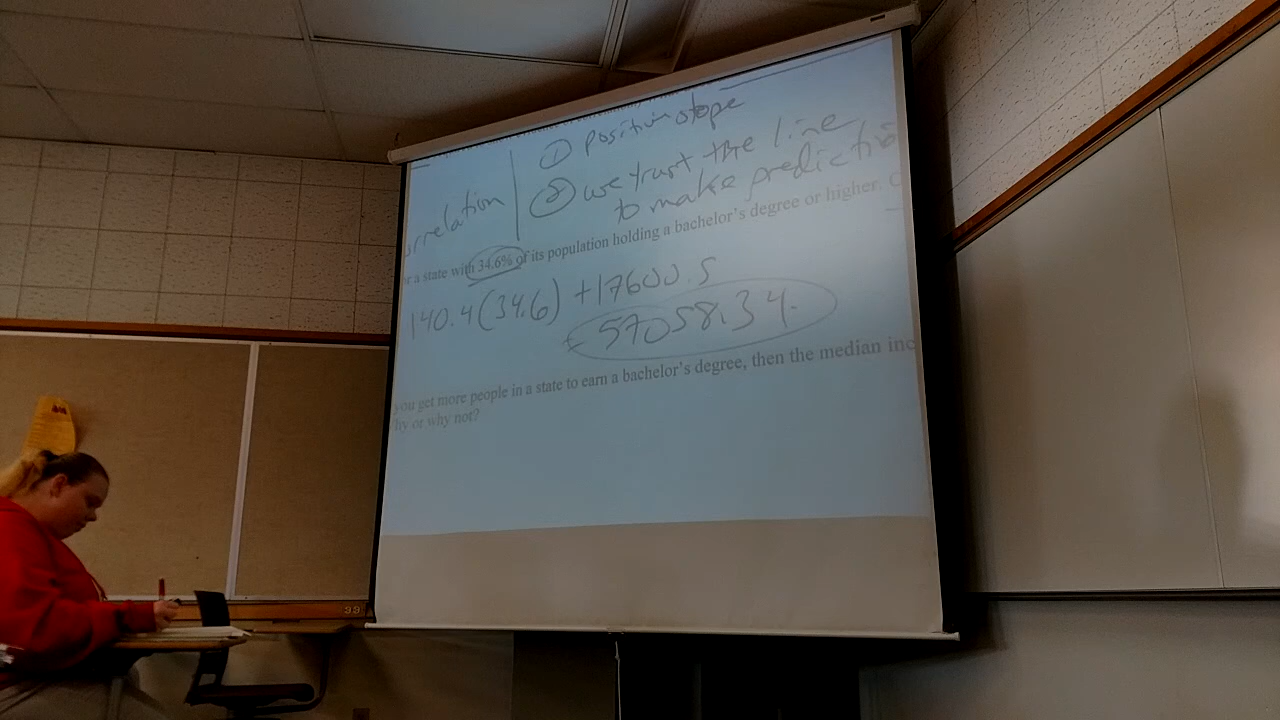 ① positive slope
② we trust the line
to make predictio
rrelation
r a state with 34.6% of its population holding a bachelor's degree or higher.
140.4(34.6) + 17600.5
= 57058.34.
you get more people in a state to earn a bachelor's degree, then the median inc
hy or why not?
33